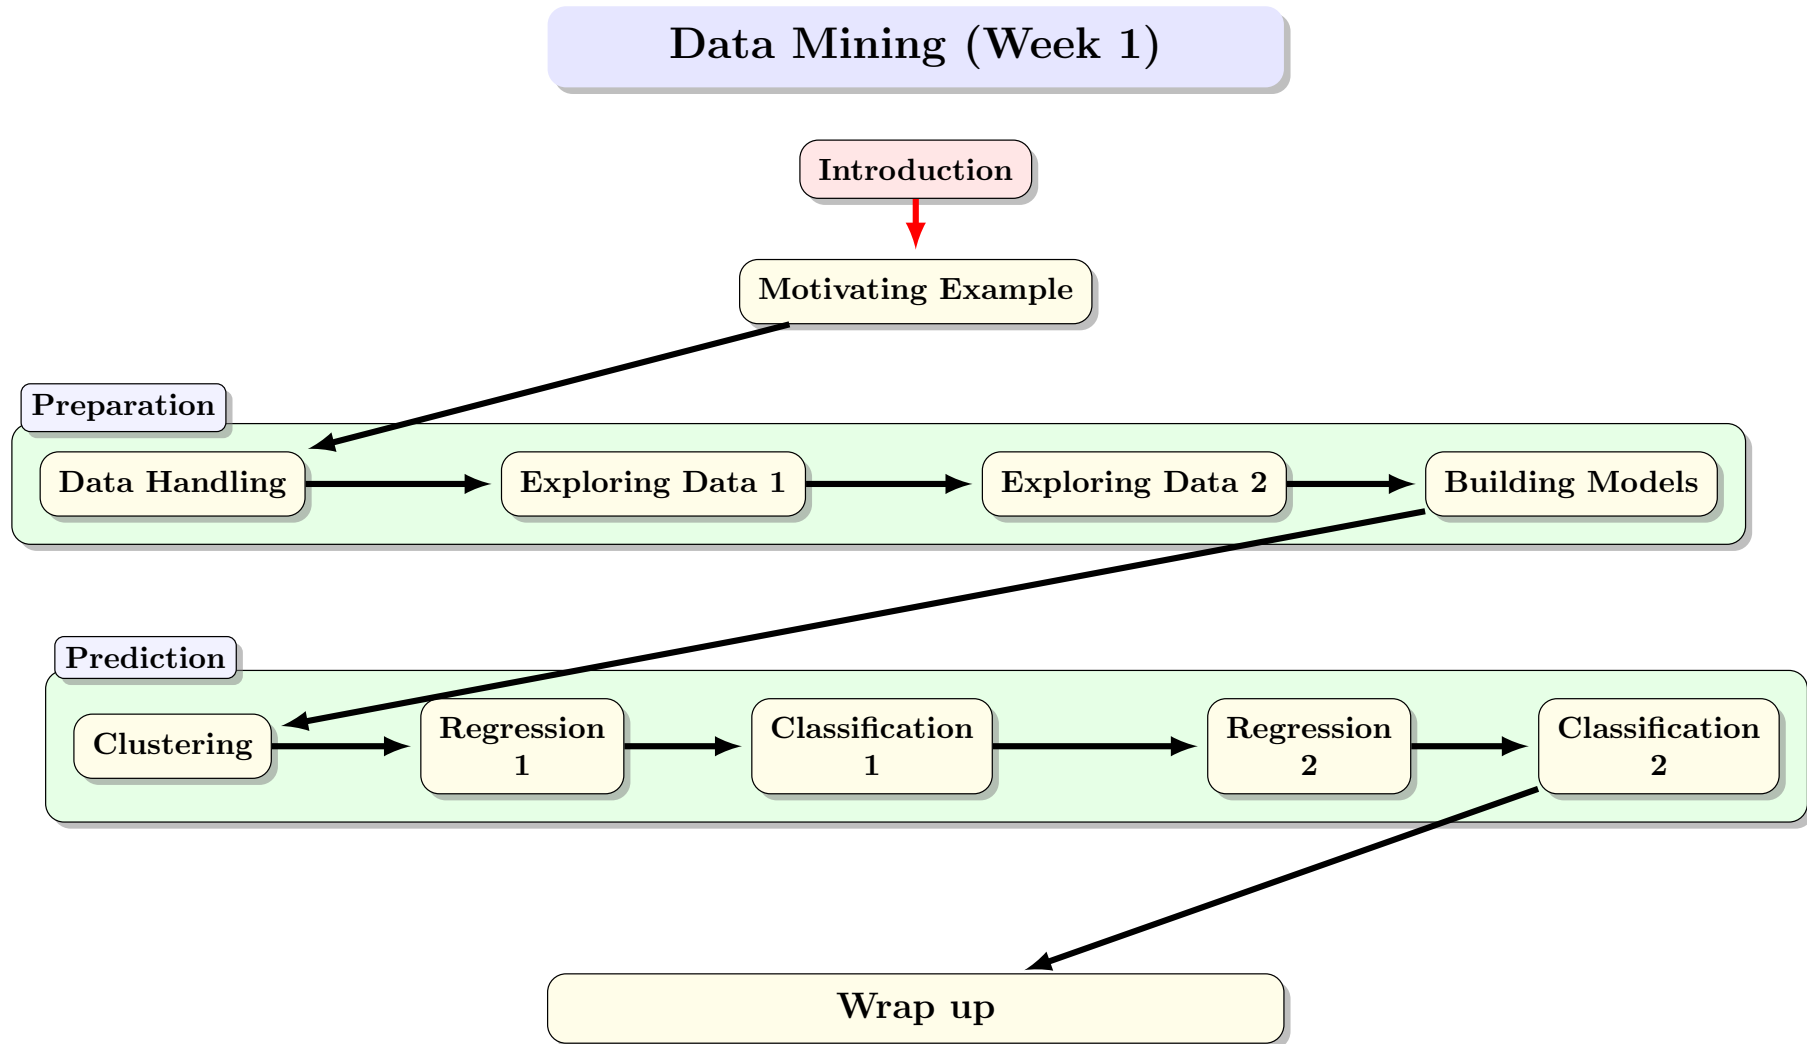 Data Mining (Week 1)
Introduction
Motivating Example
Preparation
Data Handling
Exploring Data 1
Exploring Data 2
Building Models
Prediction
Clustering
Regression
1
Classification
1
Regression
2
Classification
2
Wrap up